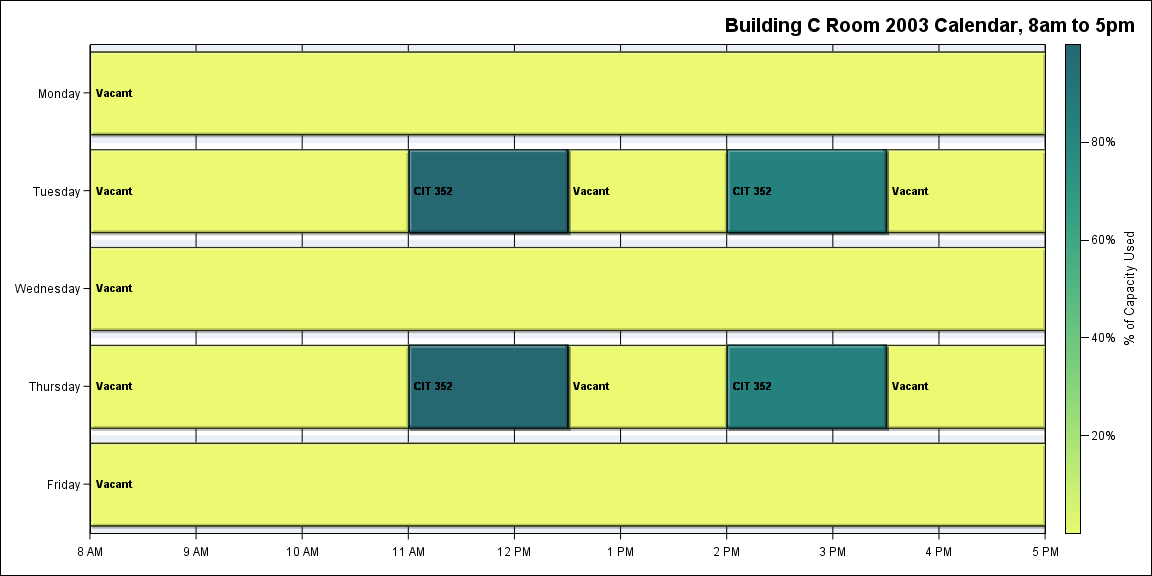 Building C Room 2003 Calendar, 8am to 5pm
Monday
Vacant
Tuesday
Vacant CIT 352 Vacant CIT 352 Vacant
Wednesday
Vacant
Thursday
Vacant CIT 352 Vacant CIT 352 Vacant
Friday
Vacant
8 AM 9 AM 10 AM 11 AM 12 PM 1 PM 2 PM 3 PM 4 PM 5 PM
80%
60%
40%
20%
% of Capacity Used